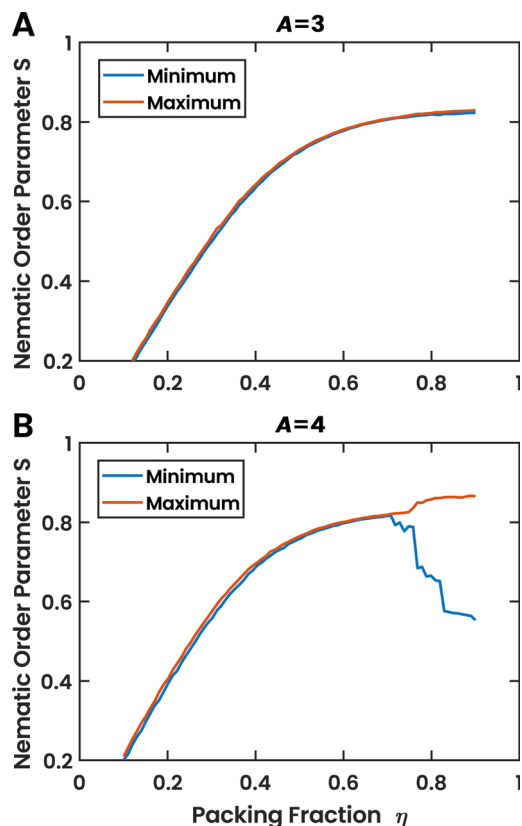 A
A=3
1
0.8
0.6
0.4
0.2
Nematic Order Parameter S
Minimum
Maximum
0 0.2 0.4 0.6 0.8 1
B
A=4
1
0.8
0.6
0.4
0.2
Nematic Order Parameter S
Minimum
Maximum
0 0.2 0.4 0.6 0.8 1
Packing Fraction η